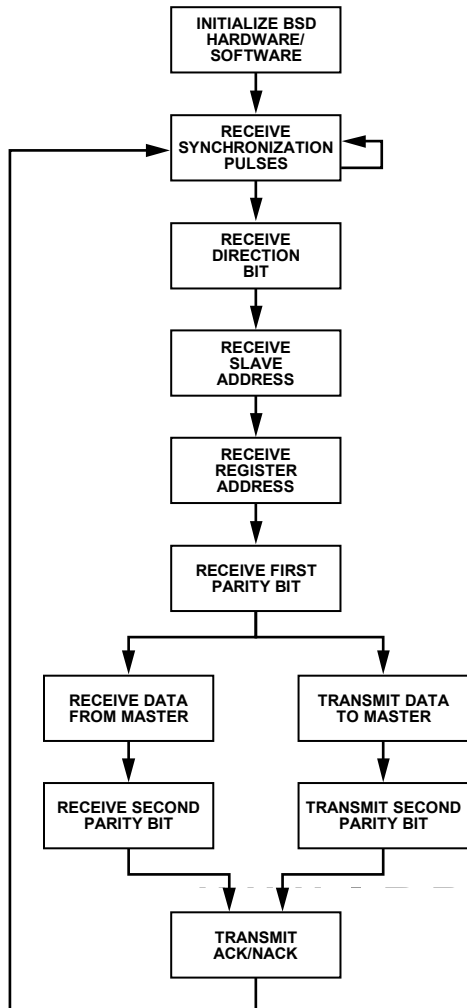 INITIALIZE BSD
HARDWARE/
SOFTWARE
RECEIVE
SYNCHRONIZATION
PULSES
RECEIVE
DIRECTION
BIT
RECEIVE
SLAVE
ADDRESS
RECEIVE
REGISTER
ADDRESS
RECEIVE FIRST
PARITY BIT
RECEIVE DATA
FROM MASTER
TRANSMIT DATA
TO MASTER
RECEIVE SECOND
PARITY BIT
TRANSMIT SECOND
PARITY BIT
TRANSMIT
ACK/NACK